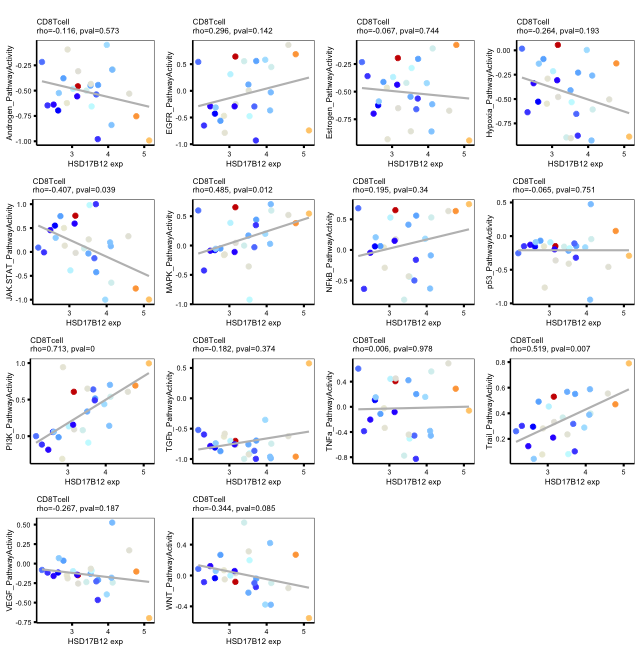 CD8Tcell
rho=-0.116, pval=0.573
Androgen_PathwayActivity
-0.25
-0.50
-0.75
-1.00
3
4
5
HSD17B12 exp
CD8Tcell
rho=0.296, pval=0.142
EGFR_PathwayActivity
0.5
0.0
-0.5
-1.0
3
4
5
HSD17B12 exp
CD8Tcell
rho=-0.067, pval=0.744
Estrogen_PathwayActivity
-0.25
-0.50
-0.75
3
4
5
HSD17B12 exp
CD8Tcell
rho=-0.264, pval=0.193
Hypoxia_PathwayActivity
0.00
-0.25
-0.50
-0.75
3
4
5
HSD17B12 exp
CD8Tcell
rho=-0.407, pval=0.039
JAK.STAT_PathwayActivity
1.0
0.5
0.0
-0.5
-1.0
3
4
5
HSD17B12 exp
CD8Tcell
rho=0.485, pval=0.012
MAPK_PathwayActivity
0.5
0.0
-0.5
-1.0
3
4
5
HSD17B12 exp
CD8Tcell
rho=0.195, pval=0.34
NFkB_PathwayActivity
0.5
0.0
-0.5
3
4
5
HSD17B12 exp
CD8Tcell
rho=-0.065, pval=0.751
p53_PathwayActivity
0.5
0.0
-0.5
-1.0
3
4
5
HSD17B12 exp
CD8Tcell
rho=0.713, pval=0
PI3K_PathwayActivity
1.0
0.5
0.0
3
4
5
HSD17B12 exp
CD8Tcell
rho=-0.182, pval=0.374
TGFb_PathwayActivity
0.5
0.0
-0.5
-1.0
3
4
5
HSD17B12 exp
CD8Tcell
rho=0.006, pval=0.978
TNFa_PathwayActivity
0.4
0.0
-0.4
-0.8
3
4
5
HSD17B12 exp
CD8Tcell
rho=0.519, pval=0.007
Trail_PathwayActivity
0.8
0.6
0.4
0.2
3
4
5
HSD17B12 exp
CD8Tcell
rho=-0.267, pval=0.187
VEGF_PathwayActivity
0.50
0.25
0.00
-0.25
-0.50
-0.75
3
4
5
HSD17B12 exp
CD8Tcell
rho=-0.344, pval=0.085
WNT_PathwayActivity
0.4
0.0
-0.4
3
4
5
HSD17B12 exp